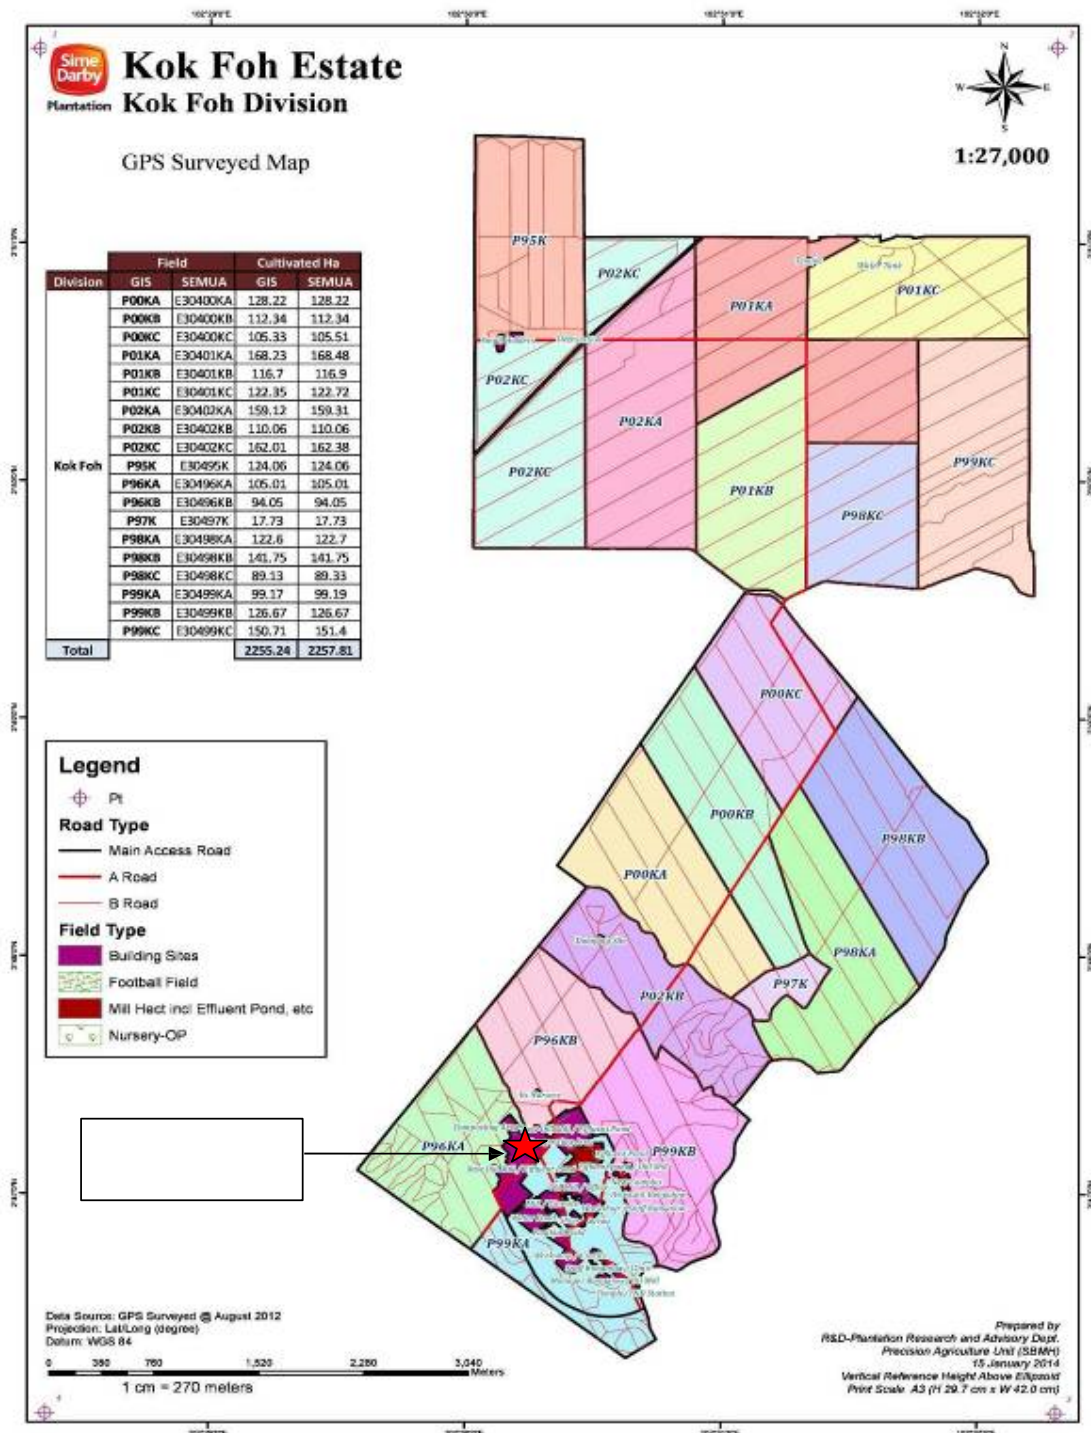 Sime
Darby
Plantation
Kok Foh Estate
Kok Foh Division
GPS Surveyed Map
N
W
E
S
1:27,000
Field Cultivated Ha
Division GIS SEMUA GIS SEMUA
P00KA E30400KA 128.22 128.22
P00KB E30400KB 112.34 112.34
P00KC E30400KC 105.33 105.51
P01KA E30401KA 168.23 168.48
P01KB E30401KB 116.7 116.9
P01KC E30401KC 122.35 122.72
P02KA E30402KA 159.12 159.31
P02KB E30402KB 110.06 110.06
P02KC E30402KC 162.01 162.38
Kok Foh P95K E30495K 124.06 124.06
P96KA E30496KA 105.01 105.01
P96KB E30496KB 94.05 94.05
P97K E30497K 17.73 17.73
P98KA E30498KA 122.6 122.7
P98KB E30498KB 141.75 141.75
P98KC E30498KC 89.13 89.33
P99KA E30499KA 99.17 99.19
P99KB E30499KB 126.67 126.67
P99KC E30499KC 150.71 151.4
Total 2255.24 2257.81
P95K
P02KC
P01KA
Water Tank
P01KC
P02KC
P02KA
P02KC
P01KB
P98KC
P99KC
P00KC
P00KB
P98KB
P00KA
P98KA
P97K
P02KB
P96KB
P96KA
P99KB
P99KA
Legend
Pt
Road Type
Main Access Road
A Road
B Road
Field Type
Building Sites
Football Field
Mill Hect incl Effluent Pond, etc
Nursery-OP
Data Source: GPS Surveyed @ August 2012
Projection: Lat/Long (degree)
Datum: WGS 84
0 380 760 1,520 2,280 3,040
Meters
1 cm = 270 meters
Prepared by
R&D-Plantation Research and Advisory Dept.
Precision Agriculture Unit (SBMH)
15 January 2014
Vertical Reference Height Above Ellipzoid
Print Scale A3 (H 29.7 cm x W 42.0 cm)